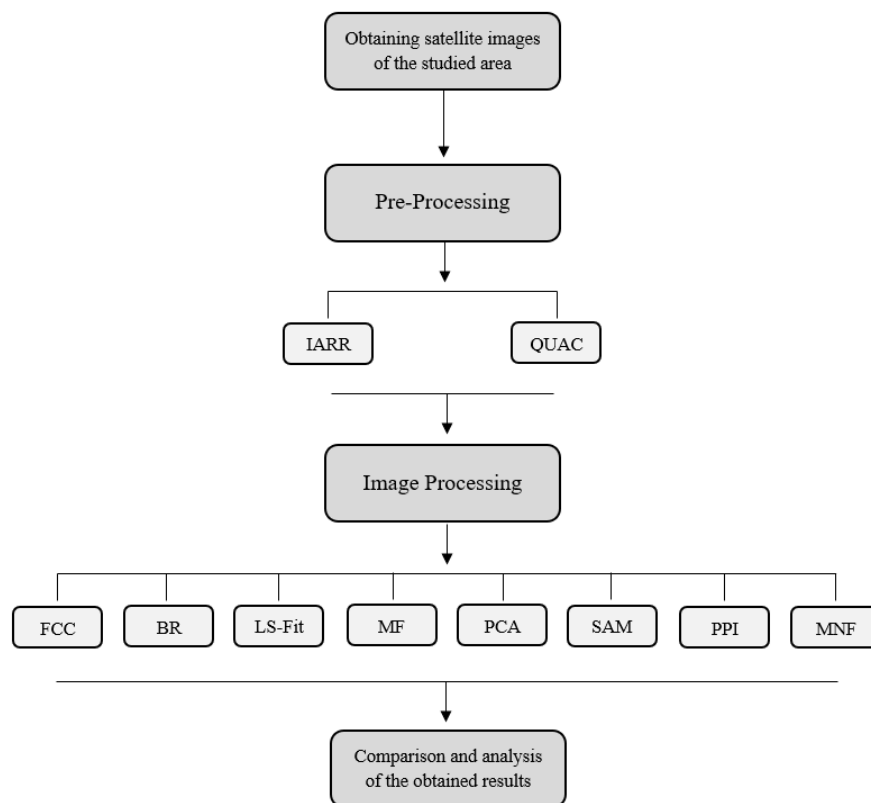 Obtaining satellite images
of the studied area
Pre-Processing
IARR
QUAC
Image Processing
FCC
BR
LS-Fit
MF
PCA
SAM
PPI
MNF
Comparison and analysis
of the obtained results